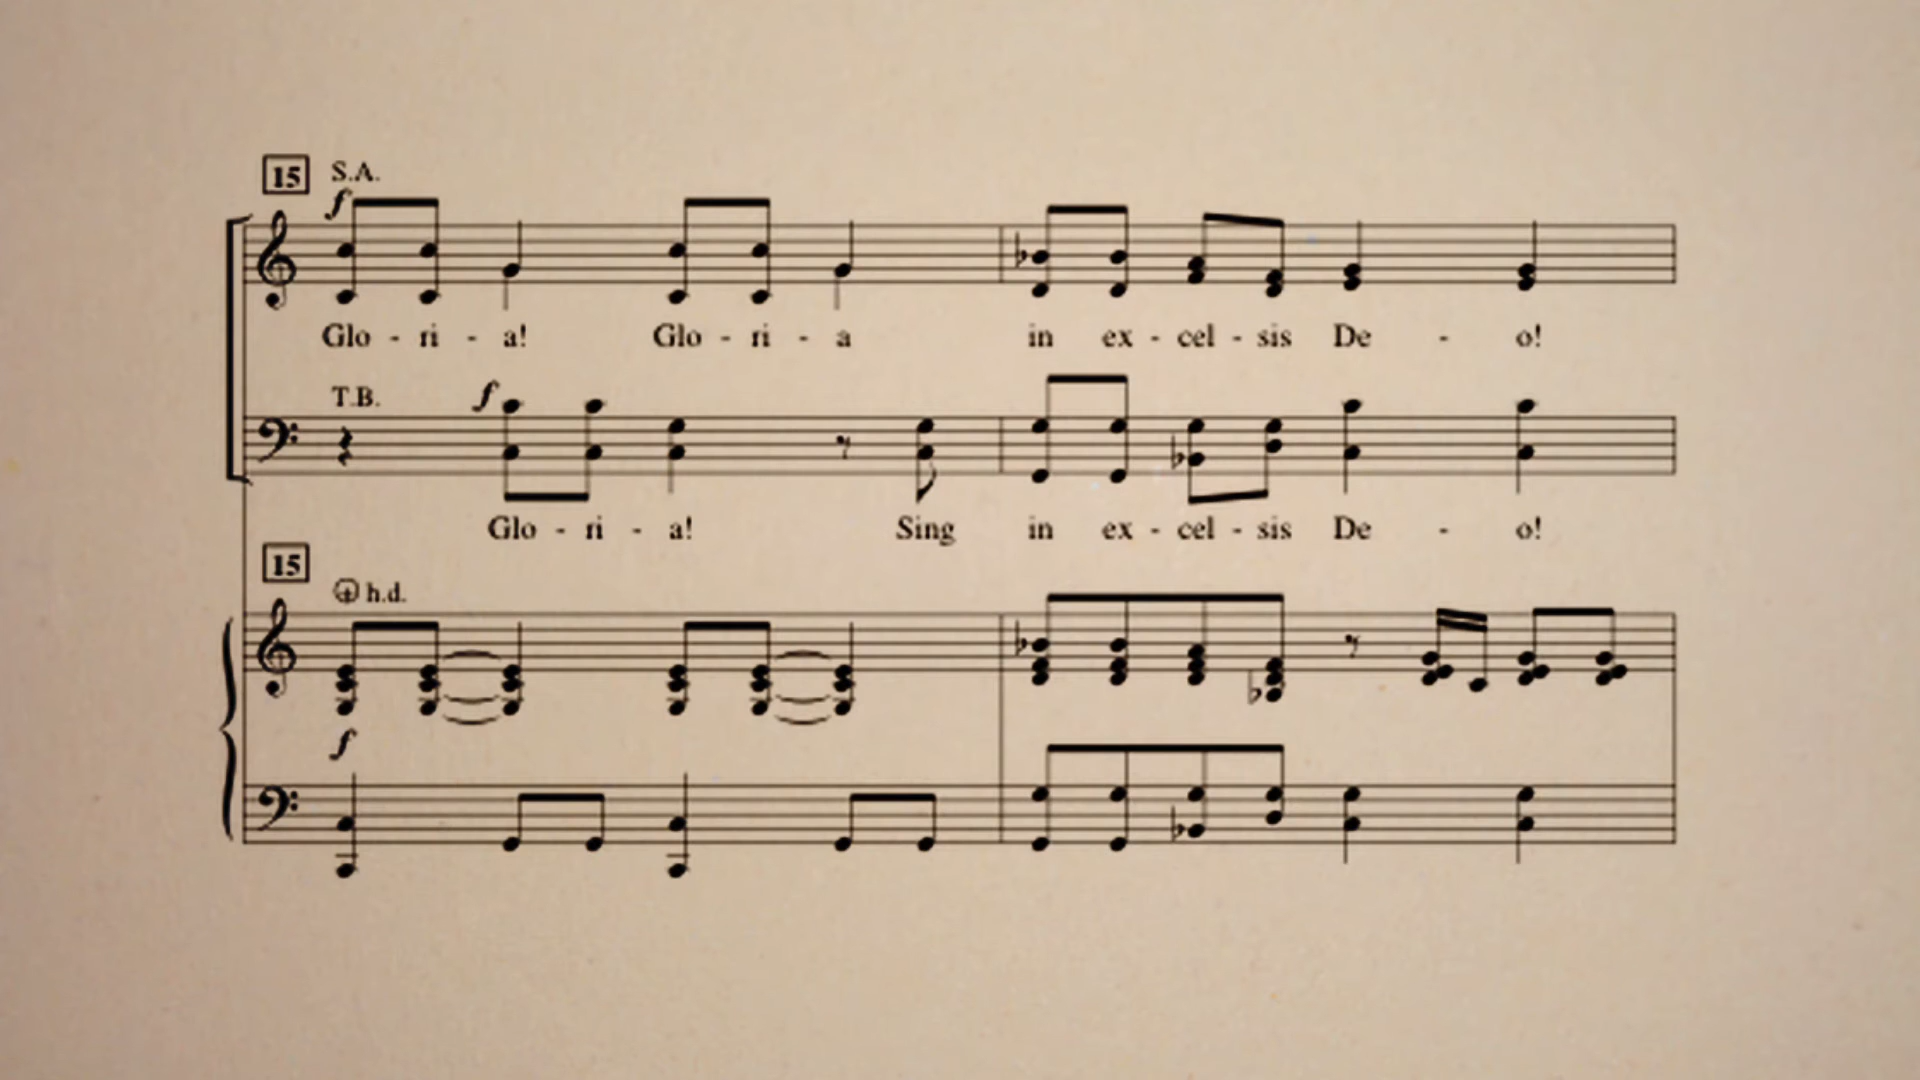 15 S.A.
f
Glo - ri - a! Glo - ri - a in ex - cel - sis De - o!
T.B. f
Glo - ri - a! Sing in ex - cel - sis De - o!
15
h.d.
f